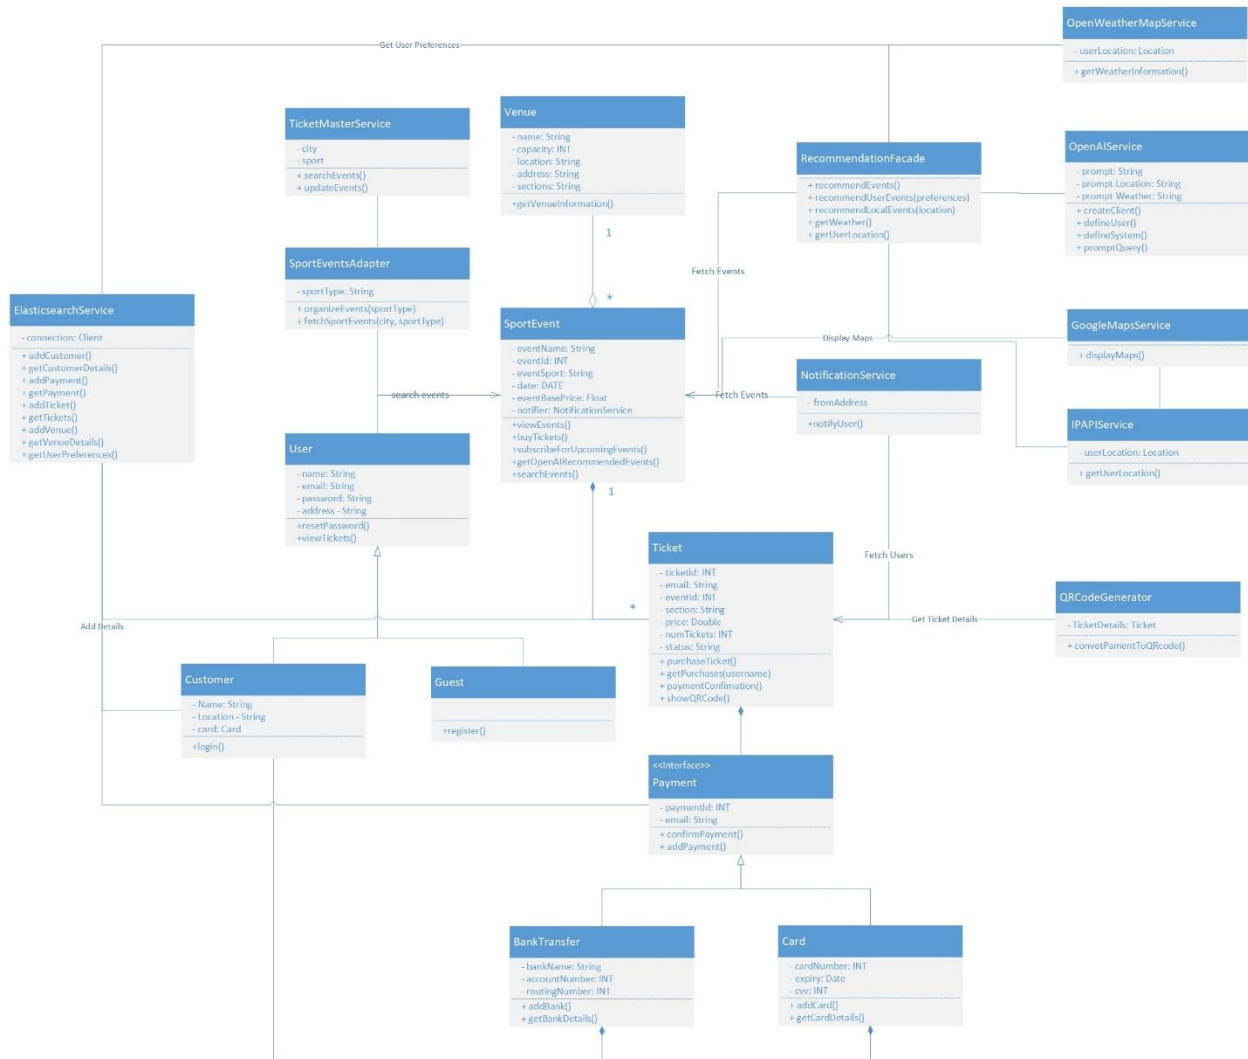 OpenWeatherMapService
- userLocation: Location
+ getWeatherInformation()
Get User Preferences
TicketMasterService
- city
- sport
+ searchEvents()
+ updateEvents()
Venue
- name: String
- capacity: INT
- location: String
- address: String
- sections: String
+getVenueInformation()
1
*
RecommendationFacade
+ recommendEvents()
+ recommendUserEvents(preferences)
+ recommendLocalEvents(location)
+ getWeather()
+ getUserLocation()
OpenAIService
- prompt: String
- prompt Location: String
- prompt Weather: String
+ createClient()
+ defineUser()
+ defineSystem()
+ promptQuery()
SportEventsAdapter
- sportType: String
+ organizeEvents(sportType)
+ fetchSportEvents(city, sportType)
Fetch Events
ElasticsearchService
- connection: Client
+ addCustomer()
+ getCustomerDetails()
+ addPayment()
+ getPayment()
+ addTicket()
+ getTickets()
+ addVenue()
+ getVenueDetails()
+ getUserPreferences()
SportEvent
- eventName: String
- eventId: INT
- eventSport: String
- date: DATE
- eventBasePrice: Float
- notifier: NotificationService
+viewEvents()
+buyTickets()
+subscribeForUpcomingEvents()
+getOpenAIRecommendedEvents()
+searchEvents()
1
search events
Display Maps
GoogleMapsService
+ displayMaps()
Fetch Events
NotificationService
- fromAddress
+notifyUser()
IPAPIService
- userLocation: Location
+ getUserLocation()
User
- name: String
- email: String
- password: String
- address - String
+resetPassword()
+viewTickets()
Fetch Users
Ticket
- ticketId: INT
- email: String
- eventId: INT
- section: String
- price: Double
- numTickets: INT
- status: String
+ purchaseTicket()
+ getPurchases(username)
+ paymentConfimation()
+ showQRCode()
*
Get Ticket Details
QRCodeGenerator
- TicketDetails: Ticket
+ convetPamentToQRcode()
Add Details
Customer
- Name: String
- Location - String
- card: Card
+login()
Guest
+register()
<<Interface>>
Payment
- paymentId: INT
- email: String
+ confirmPayment()
+ addPayment()
BankTransfer
- bankName: String
- accountNumber: INT
- routingNumber: INT
+ addBank()
+ getBankDetails()
Card
- cardNumber: INT
- expiry: Date
- cvv: INT
+ addCard()
+ getCardDetails()